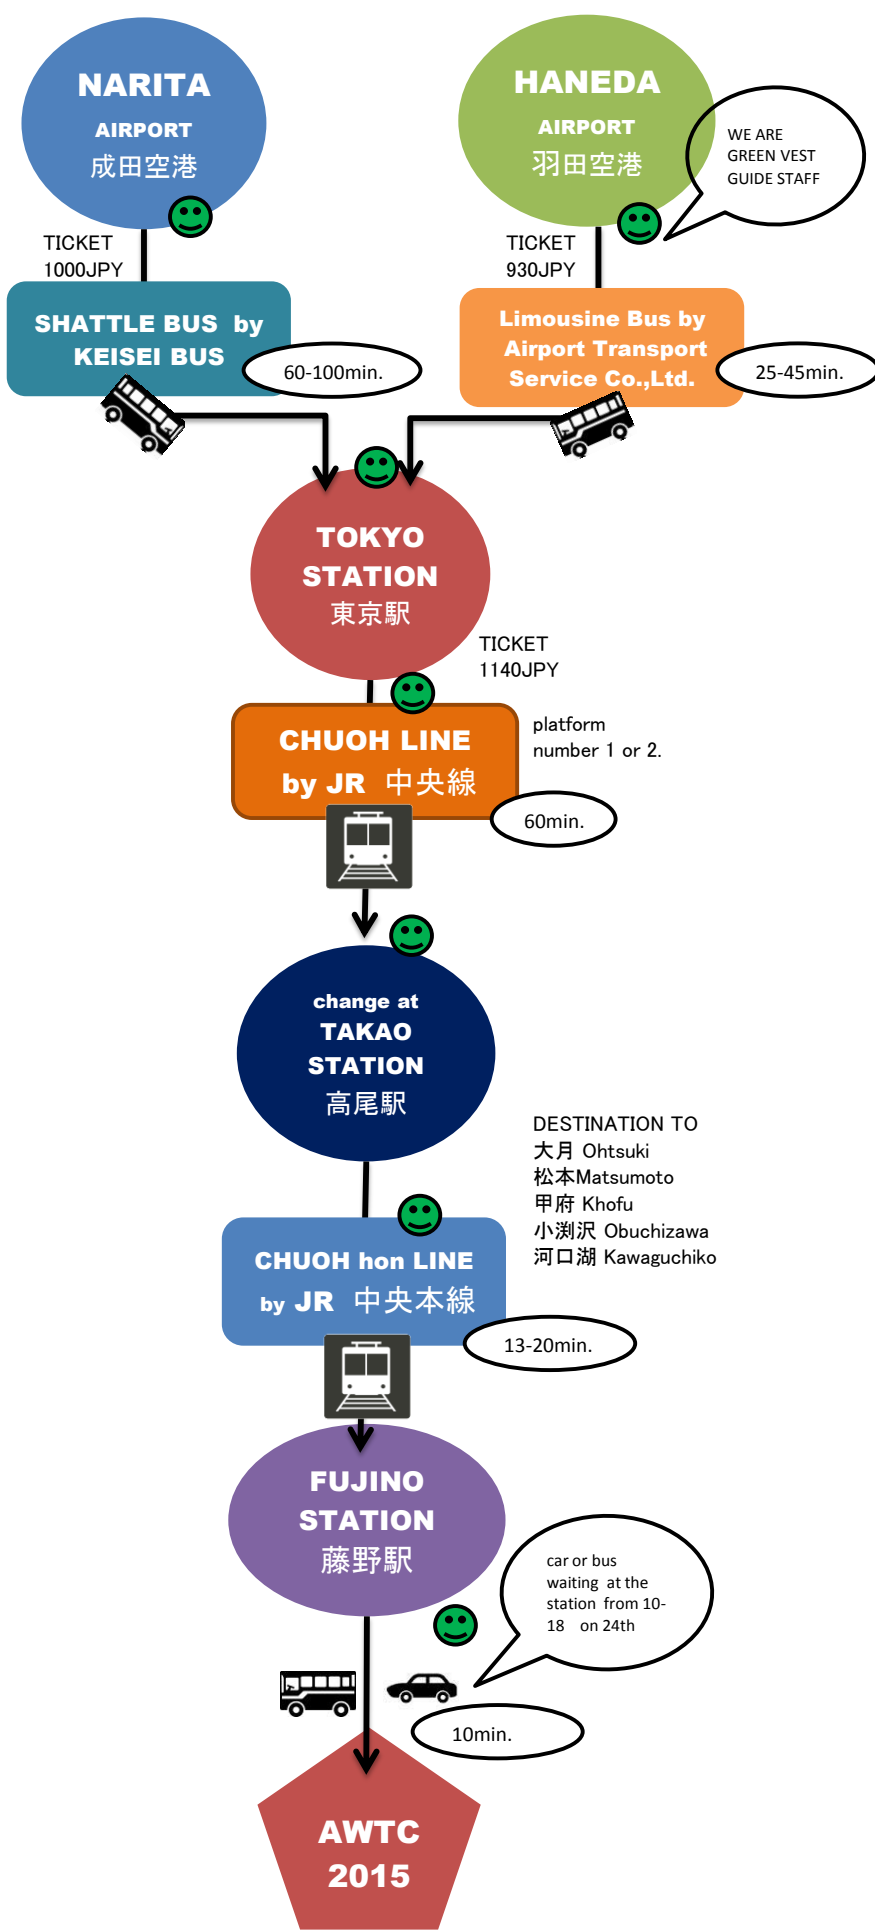 NARITA
AIRPORT
成田空港
HANEDA
AIRPORT
羽田空港
WE ARE
GREEN VEST
GUIDE STAFF
TICKET
1000JPY
TICKET
930JPY
SHATTLE BUS by
KEISEI BUS
60-100min.
Limousine Bus by
Airport Transport
Service Co.,Ltd.
25-45min.
TOKYO
STATION
東京駅
TICKET
1140JPY
CHUOH LINE
by JR 中央線
platform
number 1 or 2.
60min.
change at
TAKAO
STATION
高尾駅
DESTINATION TO
大月 Ohtsuki
松本Matsumoto
甲府 Khofu
小渕沢 Obuchizawa
河口湖 Kawaguchiko
CHUOH hon LINE
by JR 中央本線
13-20min.
FUJINO
STATION
藤野駅
car or bus
waiting at the
station from 10-
18 on 24th
10min.
AWTC
2015